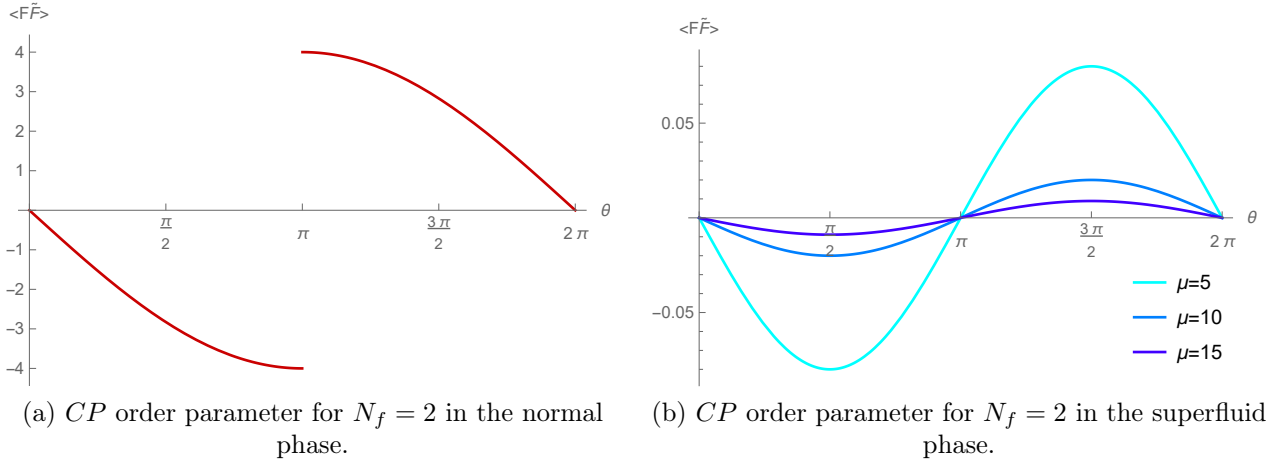 <FF̃>
4
3
2
1
-1
-2
-3
-4
π/2
π
3π/2
2π
θ
(a) CP order parameter for N_f = 2 in the normal
phase.
<FF̃>
0.05
-0.05
π/2
π
3π/2
2π
θ
μ=5
μ=10
μ=15
(b) CP order parameter for N_f = 2 in the superfluid
phase.